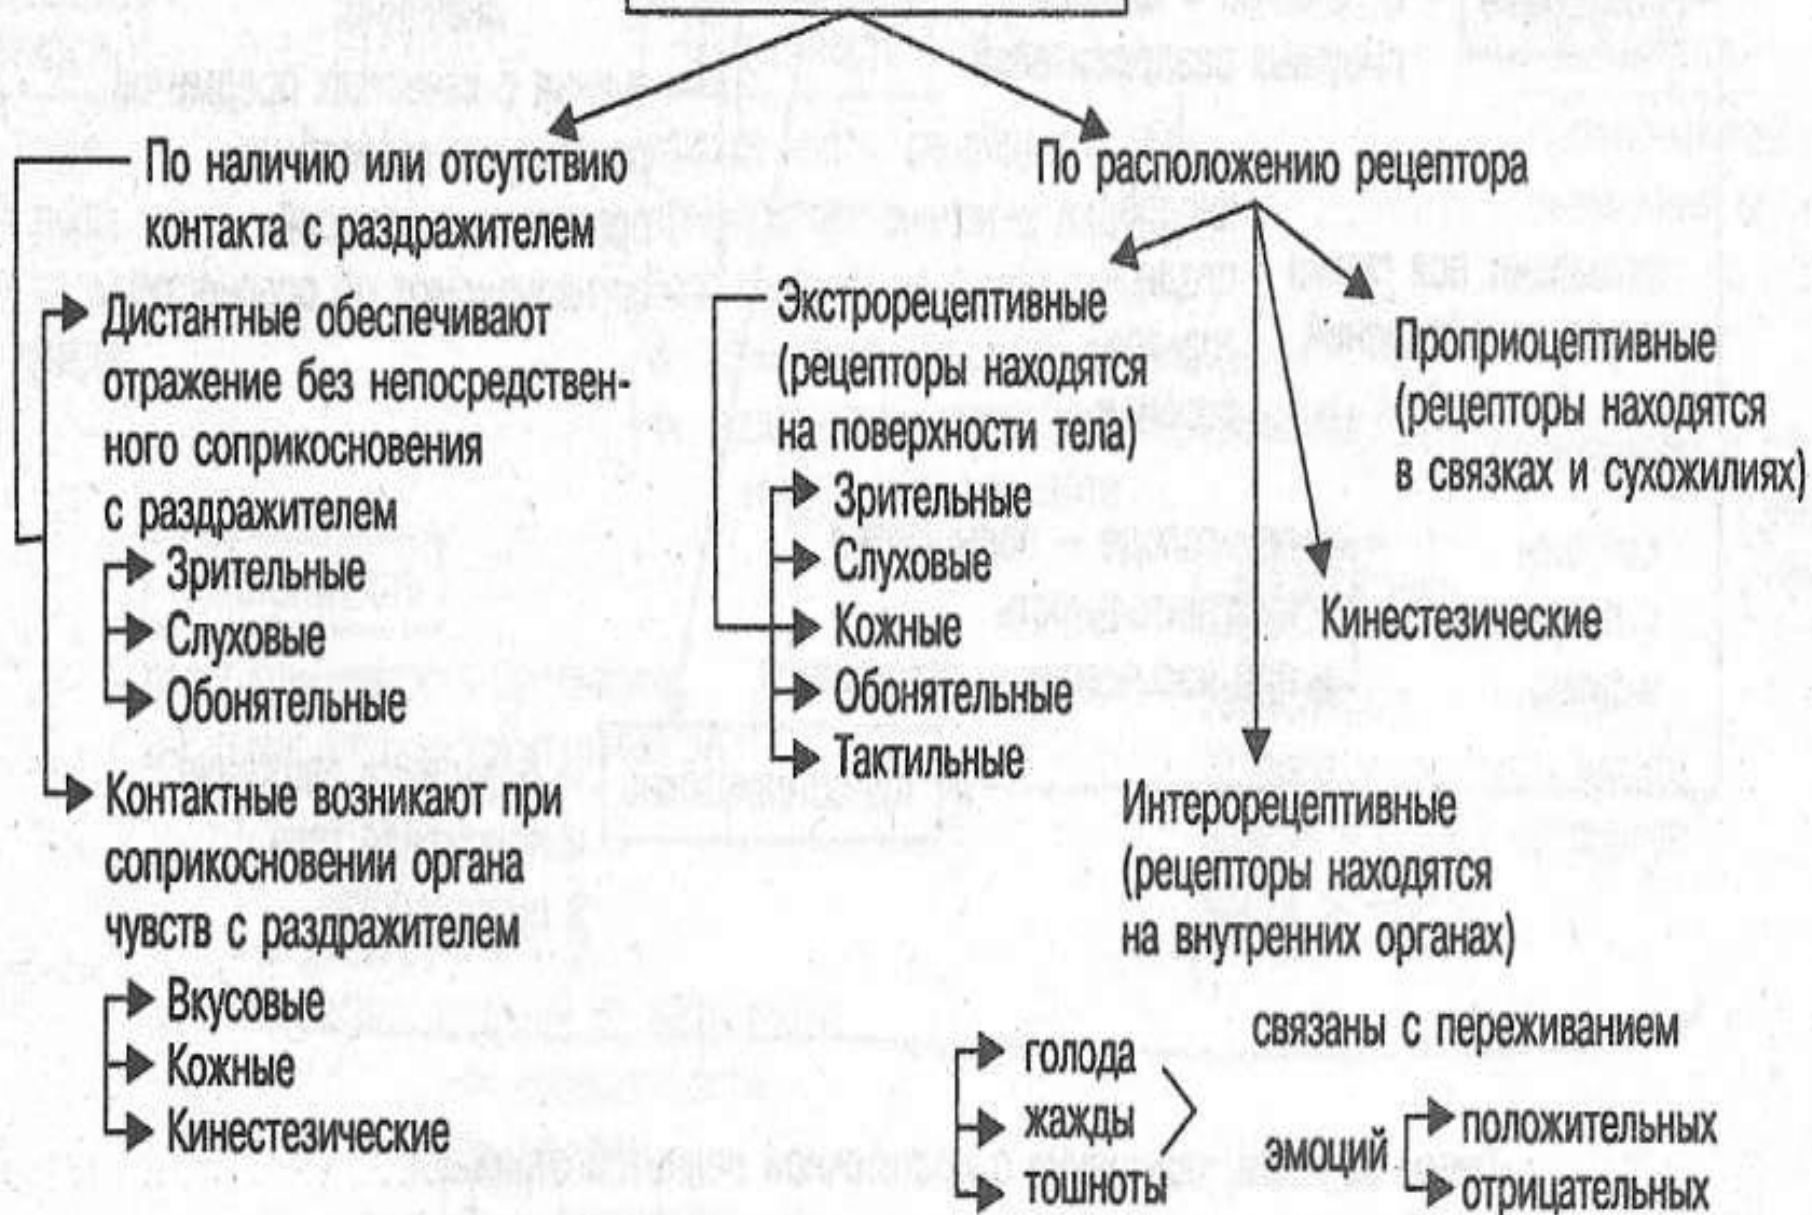 По наличию или отсутствию
контакта с раздражителем
Дистантные обеспечивают
отражение без непосредствен-
ного соприкосновения
с раздражителем
Зрительные
Слуховые
Обонятельные
Контактные возникают при
соприкосновении органа
чувств с раздражителем
Вкусовые
Кожные
Кинестезические
По расположению рецептора
Экстрорецептивные
(рецепторы находятся
на поверхности тела)
Зрительные
Слуховые
Кожные
Обонятельные
Тактильные
Проприоцептивные
(рецепторы находятся
в связках и сухожилиях)
Кинестезические
Интерорецептивные
(рецепторы находятся
на внутренних органах)
связаны с переживанием
голода
жажды
тошноты
эмоций
положительных
отрицательных